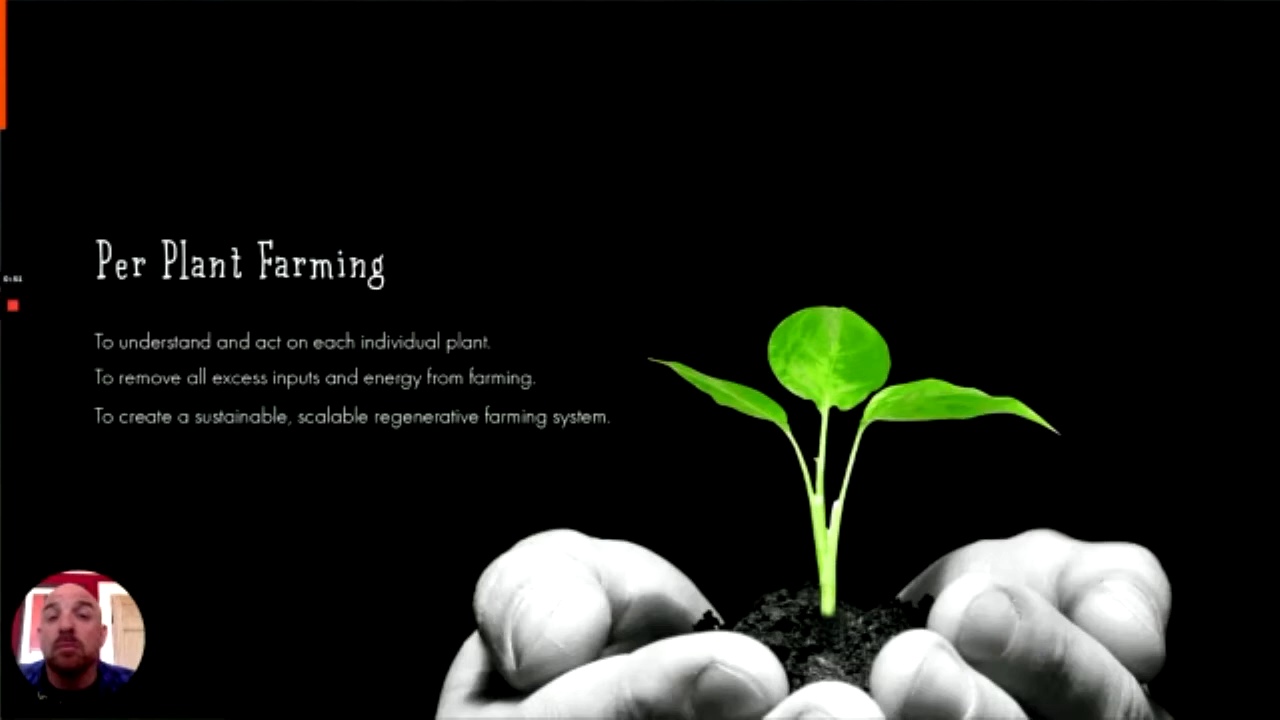 Per Plant Farming
To understand and act on each individual plant.
To remove all excess inputs and energy from farming.
To create a sustainable, scalable regenerative farming system.